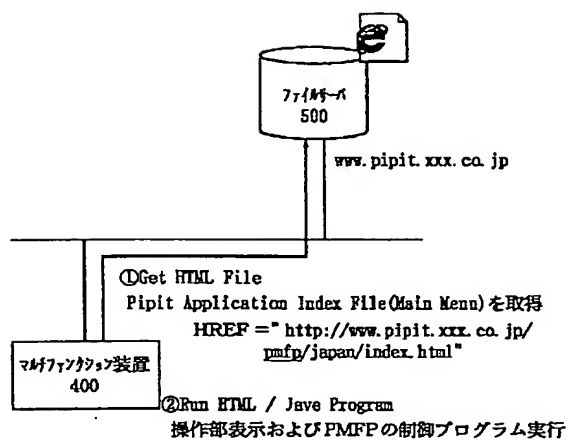 ファイルサーバ
500
www.pipit.xxx.co.jp
①Get HTML File
Pipit Application Index File(Main Menu)を取得
HREF ="http://www.pipit.xxx.co.jp/
pmfp/japan/index.html"
マルチファンクション装置
400
②Run HTML / Jave Program
操作部表示およびPMFPの制御プログラム実行